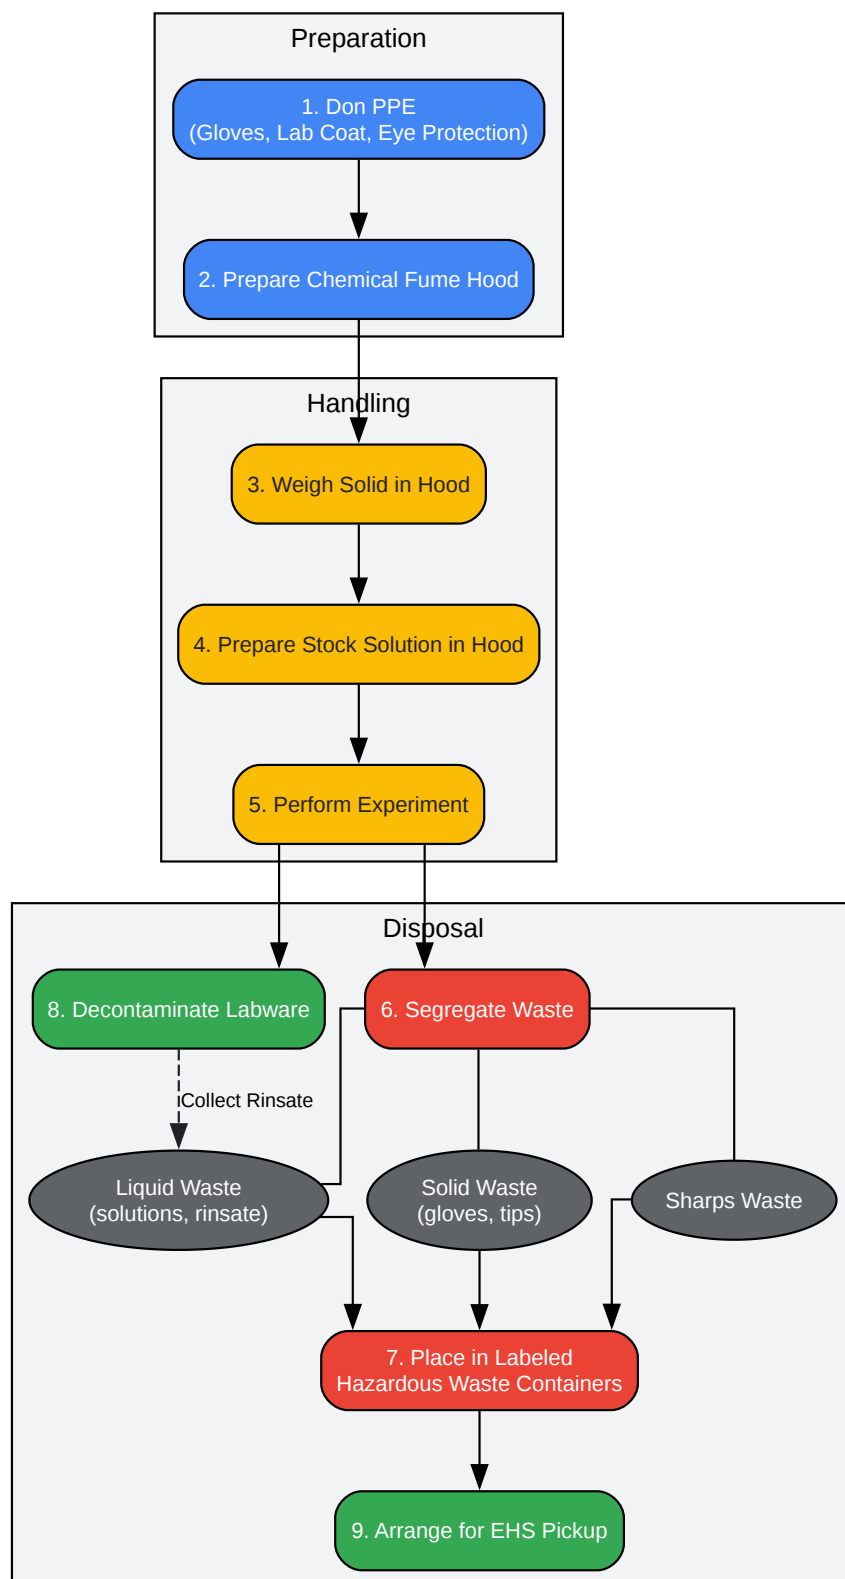 Preparation
1. Don PPE
(Gloves, Lab Coat, Eye Protection)
2. Prepare Chemical Fume Hood
Handling
3. Weigh Solid in Hood
4. Prepare Stock Solution in Hood
5. Perform Experiment
Disposal
8. Decontaminate Labware
6. Segregate Waste
Collect Rinsate
Liquid Waste
(solutions, rinsate)
Solid Waste
(gloves, tips)
Sharps Waste
7. Place in Labeled
Hazardous Waste Containers
9. Arrange for EHS Pickup